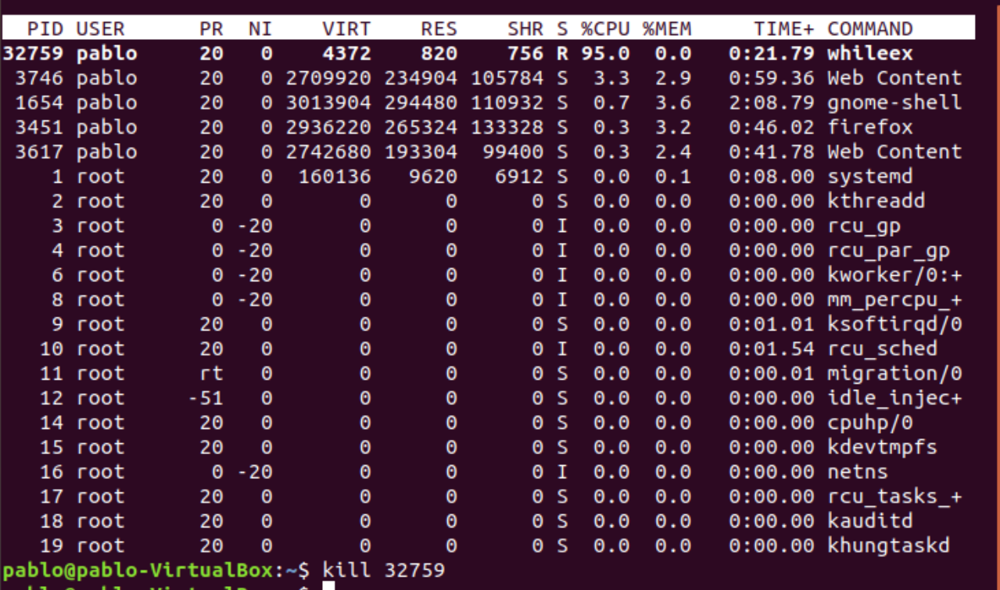 PID USER PR NI VIRT RES SHR S %CPU %MEM TIME+ COMMAND
32759 pablo 20 0 4372 820 756 R 95.0 0.0 0:21.79 whileex
3746 pablo 20 0 2709920 234904 105784 S 3.3 2.9 0:59.36 Web Content
1654 pablo 20 0 3013904 294480 110932 S 0.7 3.6 2:08.79 gnome-shell
3451 pablo 20 0 2936220 265324 133328 S 0.3 3.2 0:46.02 firefox
3617 pablo 20 0 2742680 193304 99400 S 0.3 2.4 0:41.78 Web Content
1 root 20 0 160136 9620 6912 S 0.0 0.1 0:08.00 systemd
2 root 20 0 0 0 0 S 0.0 0.0 0:00.00 kthreadd
3 root 0 -20 0 0 0 I 0.0 0.0 0:00.00 rcu_gp
4 root 0 -20 0 0 0 I 0.0 0.0 0:00.00 rcu_par_gp
6 root 0 -20 0 0 0 I 0.0 0.0 0:00.00 kworker/0:+
8 root 0 -20 0 0 0 I 0.0 0.0 0:00.00 mm_percpu_+
9 root 20 0 0 0 0 S 0.0 0.0 0:01.01 ksoftirqd/0
10 root 20 0 0 0 0 I 0.0 0.0 0:01.54 rcu_sched
11 root rt 0 0 0 0 S 0.0 0.0 0:00.01 migration/0
12 root -51 0 0 0 0 S 0.0 0.0 0:00.00 idle_injec+
14 root 20 0 0 0 0 S 0.0 0.0 0:00.00 cpuhp/0
15 root 20 0 0 0 0 S 0.0 0.0 0:00.00 kdevtmpfs
16 root 0 -20 0 0 0 I 0.0 0.0 0:00.00 netns
17 root 20 0 0 0 0 S 0.0 0.0 0:00.00 rcu_tasks_+
18 root 20 0 0 0 0 S 0.0 0.0 0:00.00 kauditd
19 root 20 0 0 0 0 S 0.0 0.0 0:00.00 khungtaskd
pablo@pablo-VirtualBox:~$ kill 32759